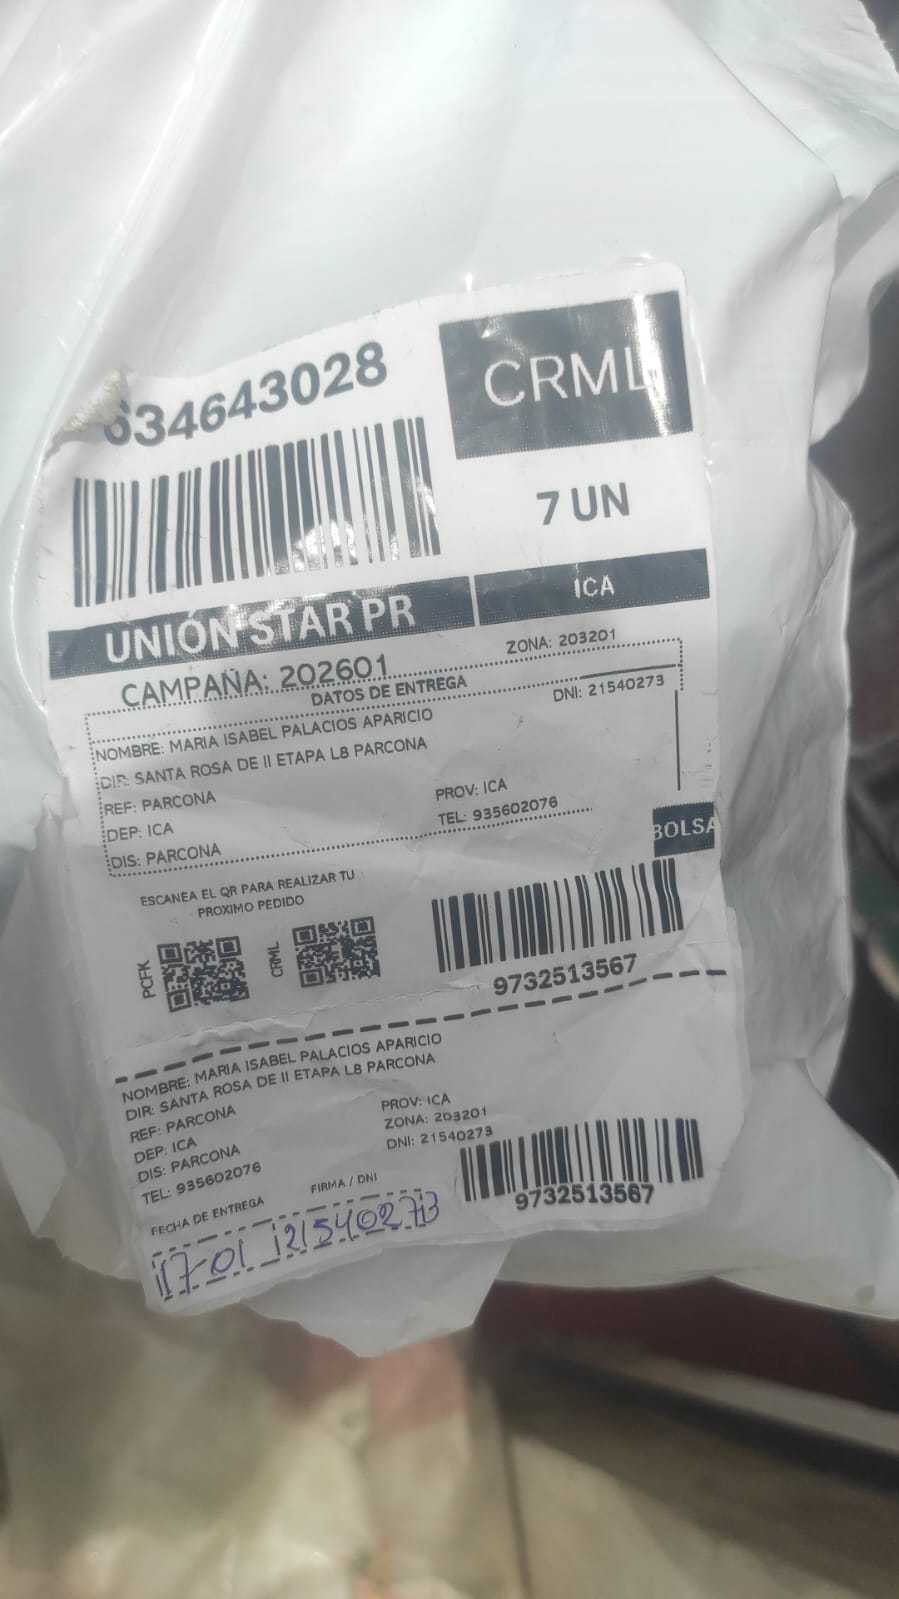 634643028
CRML
7 UN
UNIÓN STAR PR
ICA
CAMPAÑA: 202601
ZONA: 203201
DATOS DE ENTREGA
DNI: 21540273
NOMBRE: MARIA ISABEL PALACIOS APARICIO
DIR: SANTA ROSA DE II ETAPA L8 PARCONA
REF: PARCONA
PROV: ICA
DEP: ICA
TEL: 935602076
DIS: PARCONA
BOLSA
ESCANEA EL QR PARA REALIZAR TU
PROXIMO PEDIDO
PCFK
CRML
9732513567
NOMBRE: MARIA ISABEL PALACIOS APARICIO
DIR: SANTA ROSA DE II ETAPA L8 PARCONA
REF: PARCONA
PROV: ICA
DEP: ICA
ZONA: 203201
DIS: PARCONA
DNI: 21540273
TEL: 935602076
9732513567
FECHA DE ENTREGA
FIRMA / DNI
17-01
21540273